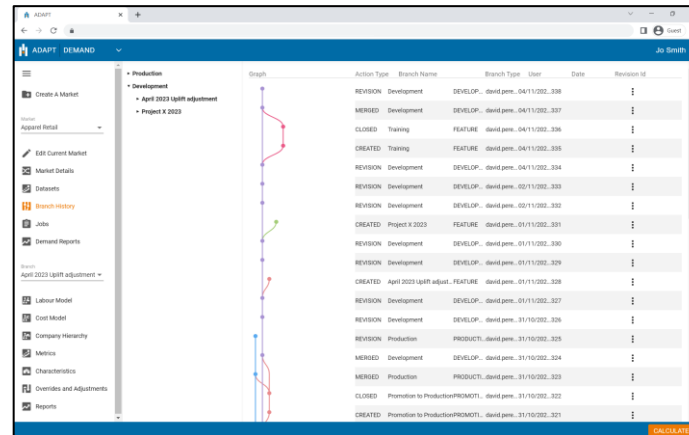 ADAPT
Guest
ADAPT DEMAND
Jo Smith
Create A Market
Market
Apparel Retail
Edit Current Market
Market Details
Datasets
Branch History
Jobs
Demand Reports
Branch
April 2023 Uplift adjustment
Labour Model
Cost Model
Company Hierarchy
Metrics
Characteristics
Overrides and Adjustments
Reports
Production
Development
April 2023 Uplift adjustment
Project X 2023
Graph Action Type Branch Name Branch Type User Date Revision Id
REVISION Development DEVELOP... david.pere... 04/11/202... 338
MERGED Development DEVELOP... david.pere... 04/11/202... 337
CLOSED Training FEATURE david.pere... 04/11/202... 336
CREATED Training FEATURE david.pere... 04/11/202... 335
REVISION Development DEVELOP... david.pere... 04/11/202... 334
REVISION Development DEVELOP... david.pere... 02/11/202... 333
REVISION Development DEVELOP... david.pere... 02/11/202... 332
CREATED Project X 2023 FEATURE david.pere... 01/11/202... 331
REVISION Development DEVELOP... david.pere... 01/11/202... 330
REVISION Development DEVELOP... david.pere... 01/11/202... 329
CREATED April 2023 Uplift adjust... FEATURE david.pere... 01/11/202... 328
REVISION Development DEVELOP... david.pere... 01/11/202... 327
REVISION Development DEVELOP... david.pere... 31/10/202... 326
REVISION Production PRODUCTI... david.pere... 31/10/202... 325
MERGED Development DEVELOP... david.pere... 31/10/202... 324
MERGED Production PRODUCTI... david.pere... 31/10/202... 323
CLOSED Promotion to Production PROMOTI... david.pere... 31/10/202... 322
CREATED Promotion to Production PROMOTI... david.pere... 31/10/202... 321
CALCULATE